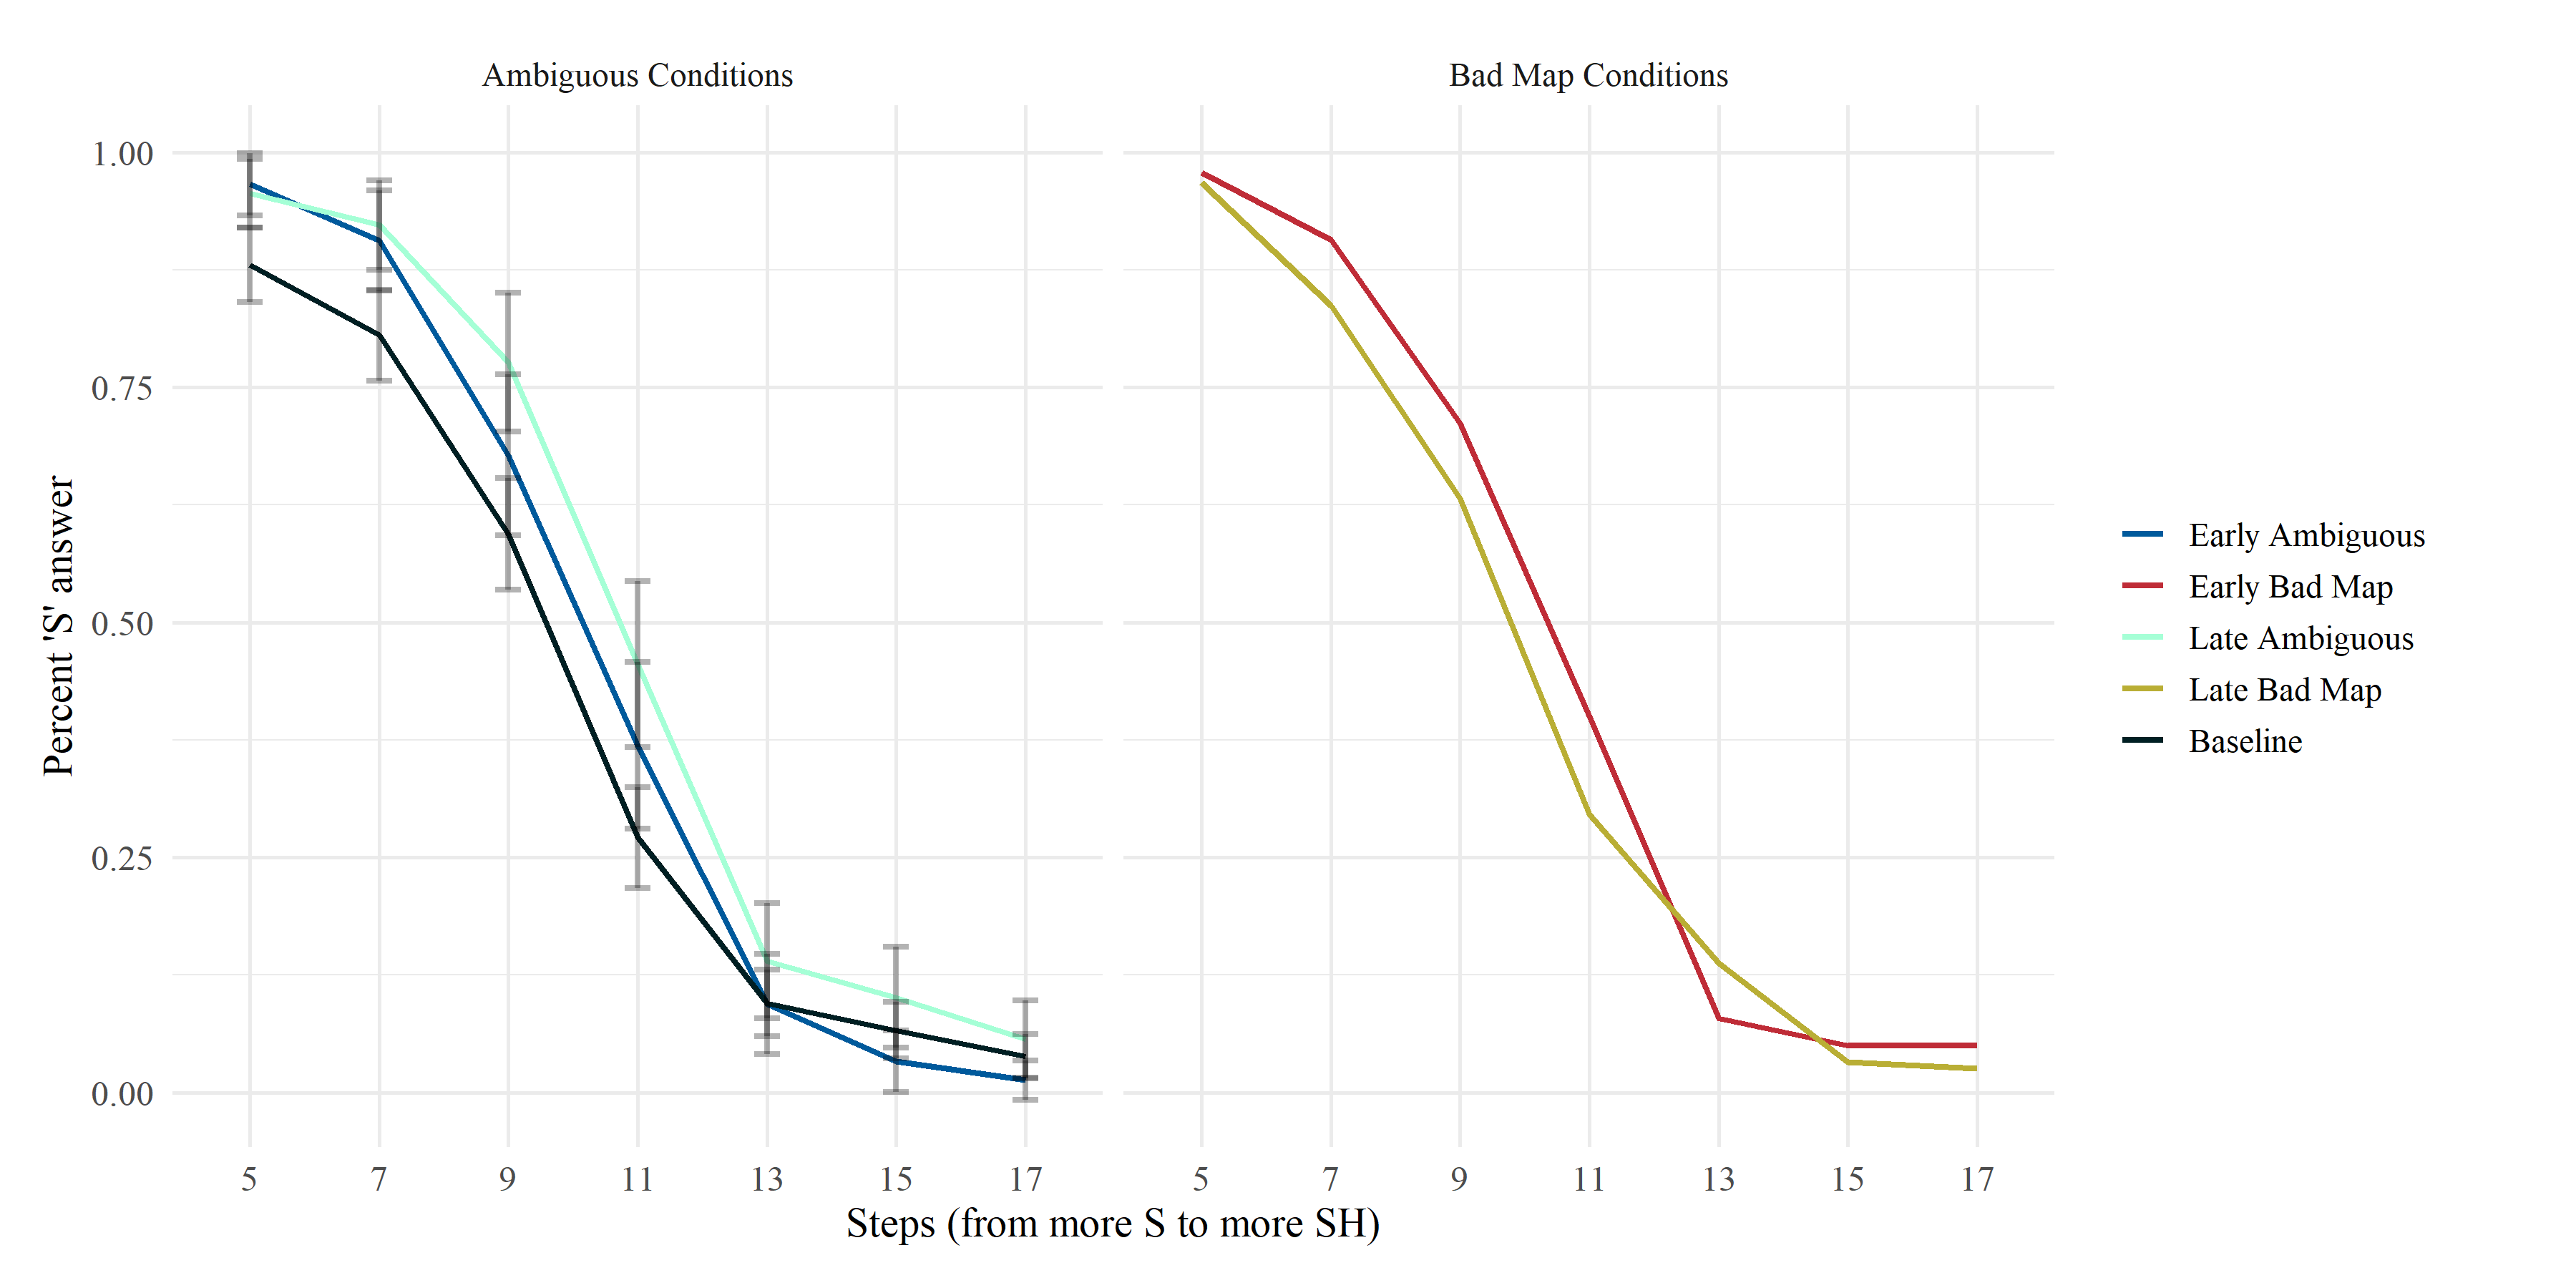 Ambiguous Conditions
Bad Map Conditions
1.00
0.75
0.50
0.25
0.00
Percent 'S' answer
5 7 9 11 13 15 17
5 7 9 11 13 15 17
Steps (from more S to more SH)
Early Ambiguous
Early Bad Map
Late Ambiguous
Late Bad Map
Baseline